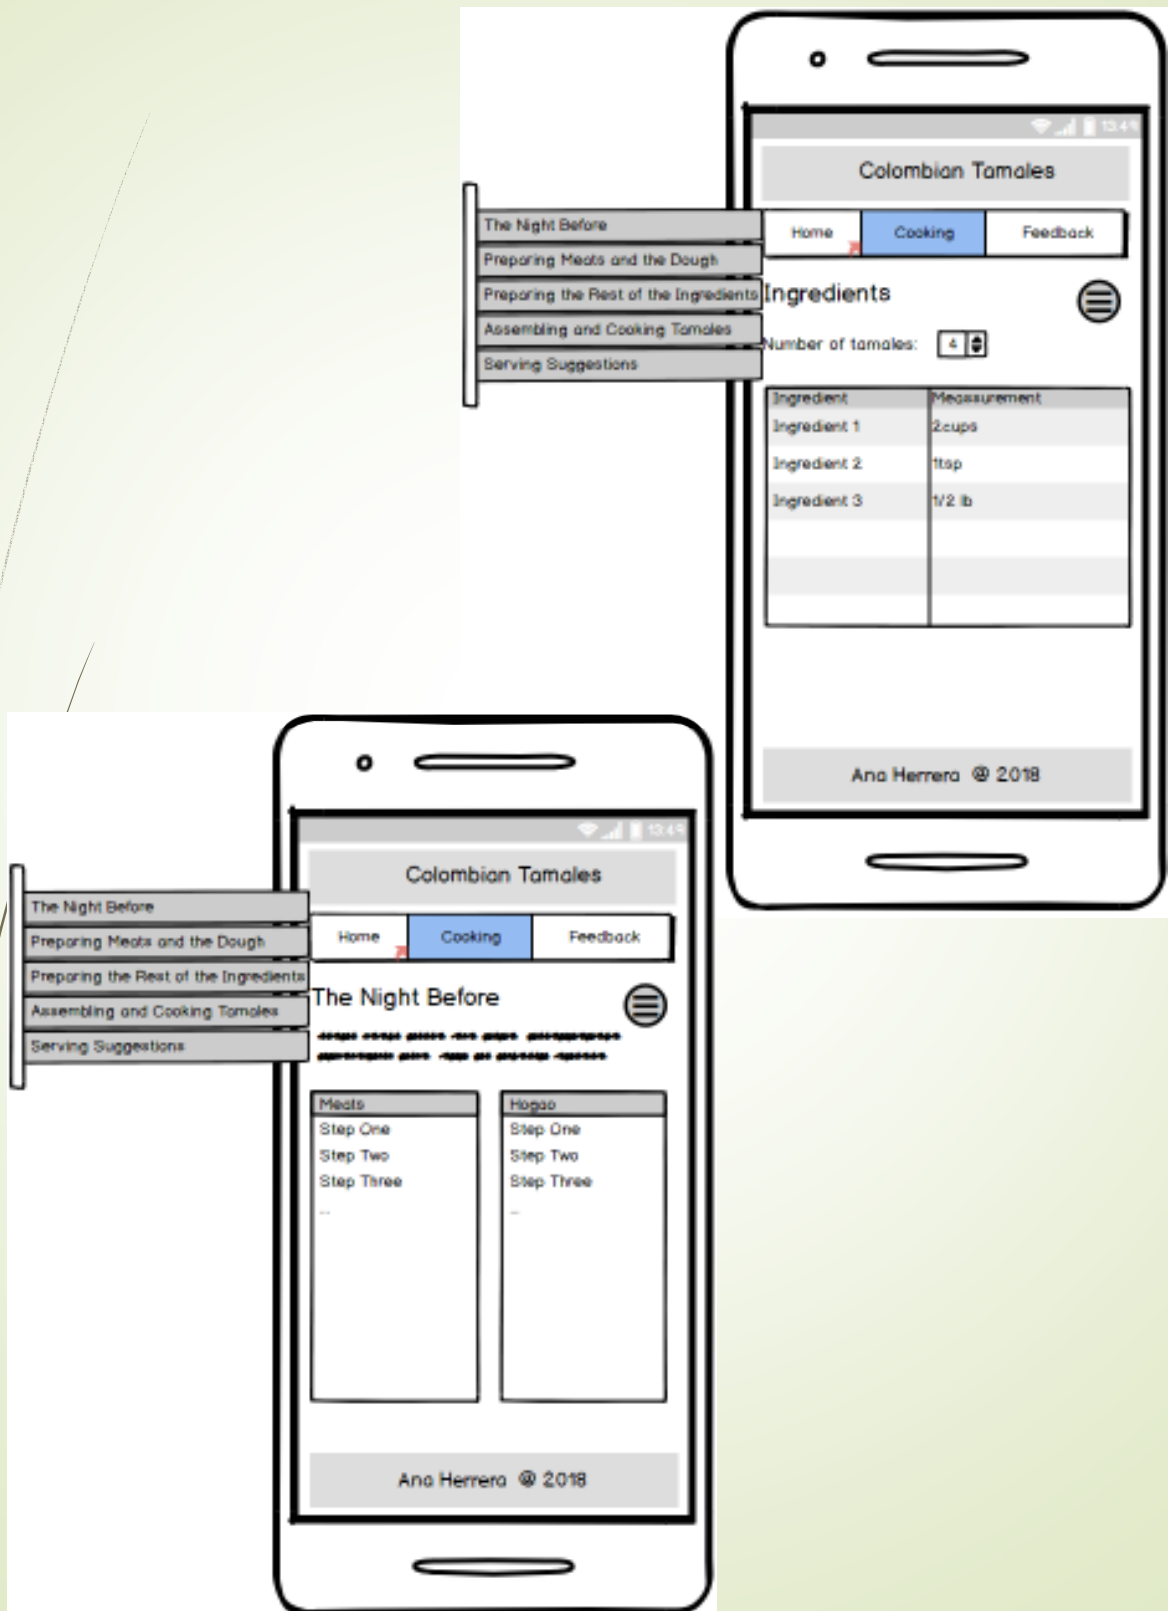 13:49
Colombian Tamales
The Night Before
Preparing Meats and the Dough
Preparing the Rest of the Ingredients
Assembling and Cooking Tamales
Serving Suggestions
Home Cooking Feedback
Ingredients
Number of tamales: 4
Ingredient Meassurement
Ingredient 1 2cups
Ingredient 2 1tsp
Ingredient 3 1/2 lb
Ana Herrera @ 2018
13:49
Colombian Tamales
The Night Before
Preparing Meats and the Dough
Preparing the Rest of the Ingredients
Assembling and Cooking Tamales
Serving Suggestions
Home Cooking Feedback
The Night Before
Meats
Step One
Step Two
Step Three
...
Hogao
Step One
Step Two
Step Three
...
Ana Herrera @ 2018